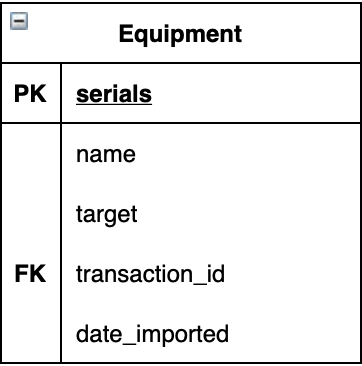 Equipment
PK serials
name
target
FK transaction_id
date_imported